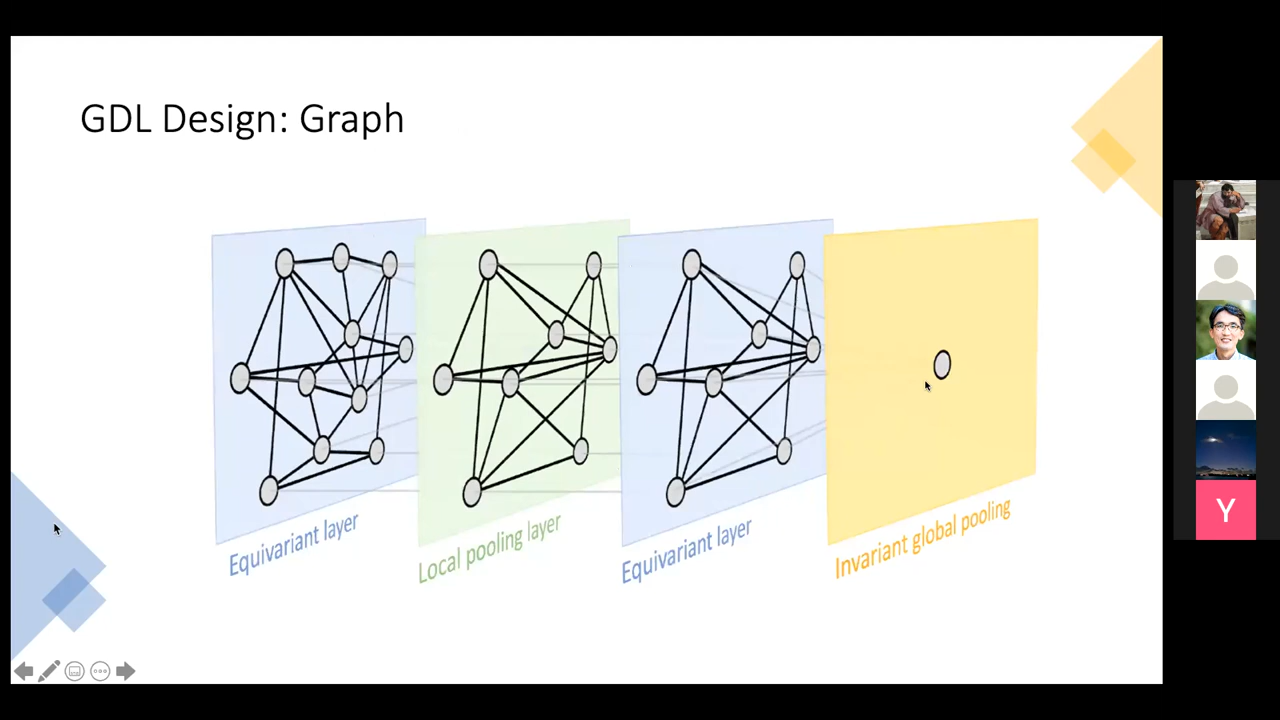 GDL Design: Graph
Equivariant layer
Local pooling layer
Equivariant layer
Invariant global pooling
Y